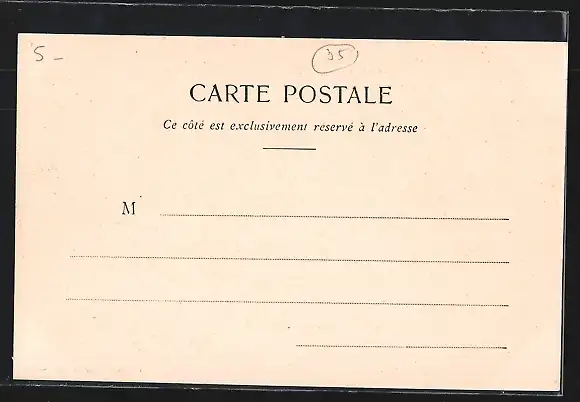 5-
35
CARTE POSTALE
Ce côté est exclusivement reservé à l'adresse
M